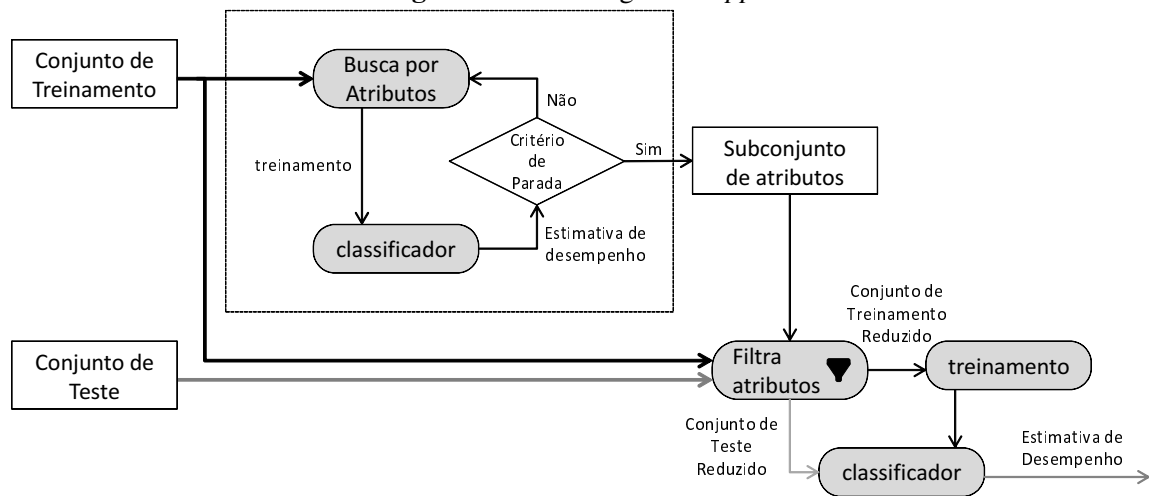 Conjunto de
Treinamento
Busca por
Atributos
Não
Critério
de
Parada
Sim
Subconjunto
de atributos
treinamento
classificador
Estimativa de
desempenho
Conjunto de
Treinamento
Reduzido
Conjunto de
Teste
Filtra
atributos
treinamento
Conjunto de
Teste
Reduzido
classificador
Estimativa de
Desempenho